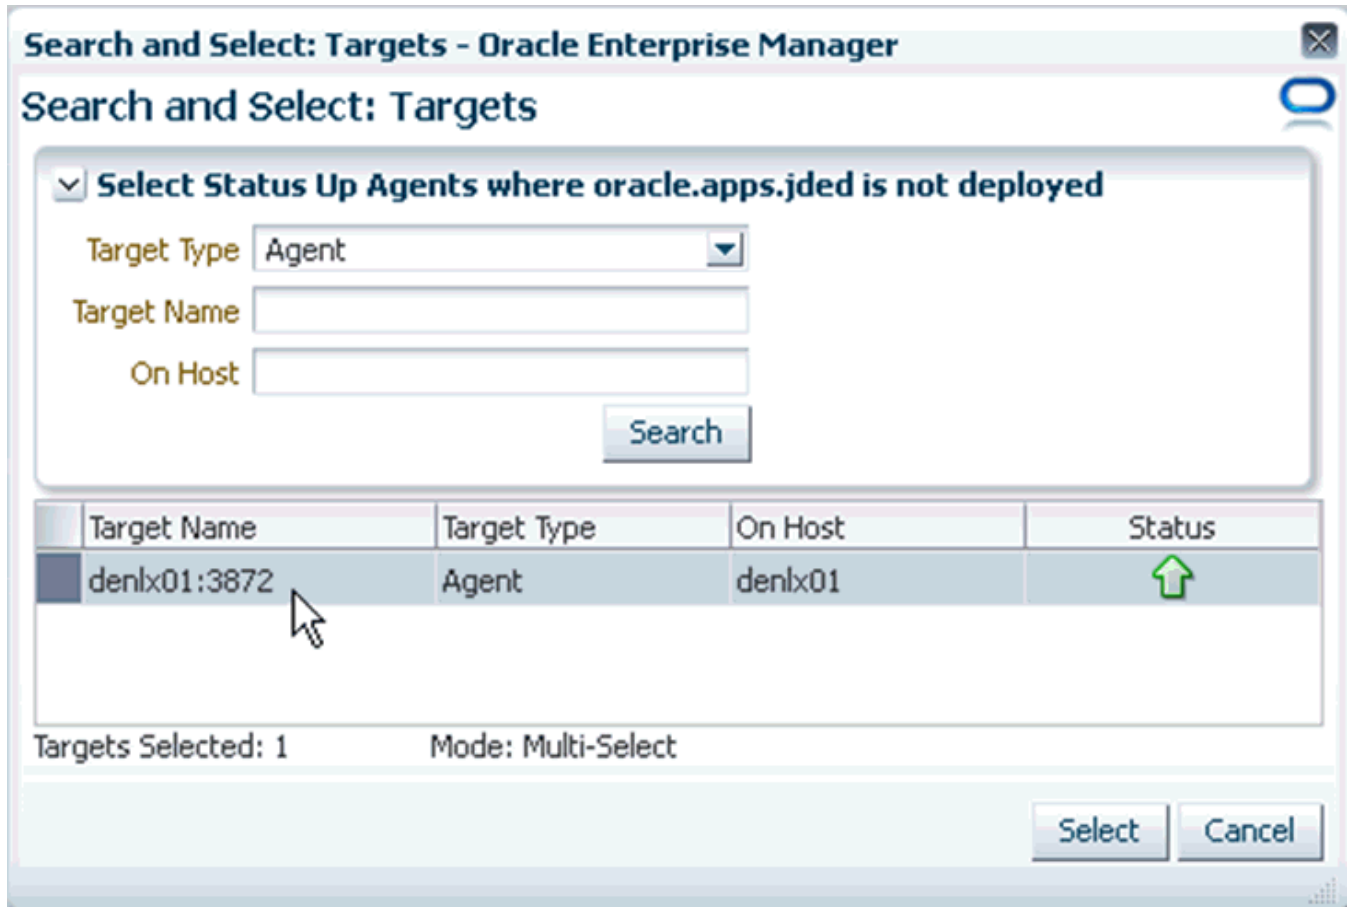 Search and Select: Targets - Oracle Enterprise Manager
Search and Select: Targets
Select Status Up Agents where oracle.apps.jded is not deployed
Target Type Agent
Target Name
On Host
Search
Target Name Target Type On Host Status
denlx01:3872 Agent denlx01
Targets Selected: 1 Mode: Multi-Select
Select Cancel